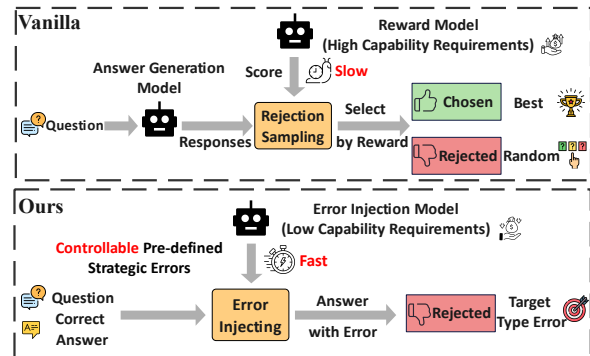 Vanilla
Reward Model
(High Capability Requirements)
Answer Generation
Model
Score
Slow
Question
Responses
Rejection
Sampling
Select
by Reward
Chosen
Best
Rejected
Random
Ours
Error Injection Model
(Low Capability Requirements)
Controllable Pre-defined
Strategic Errors
Fast
Question
Correct
Answer
Error
Injecting
Answer
with Error
Rejected
Target
Type Error